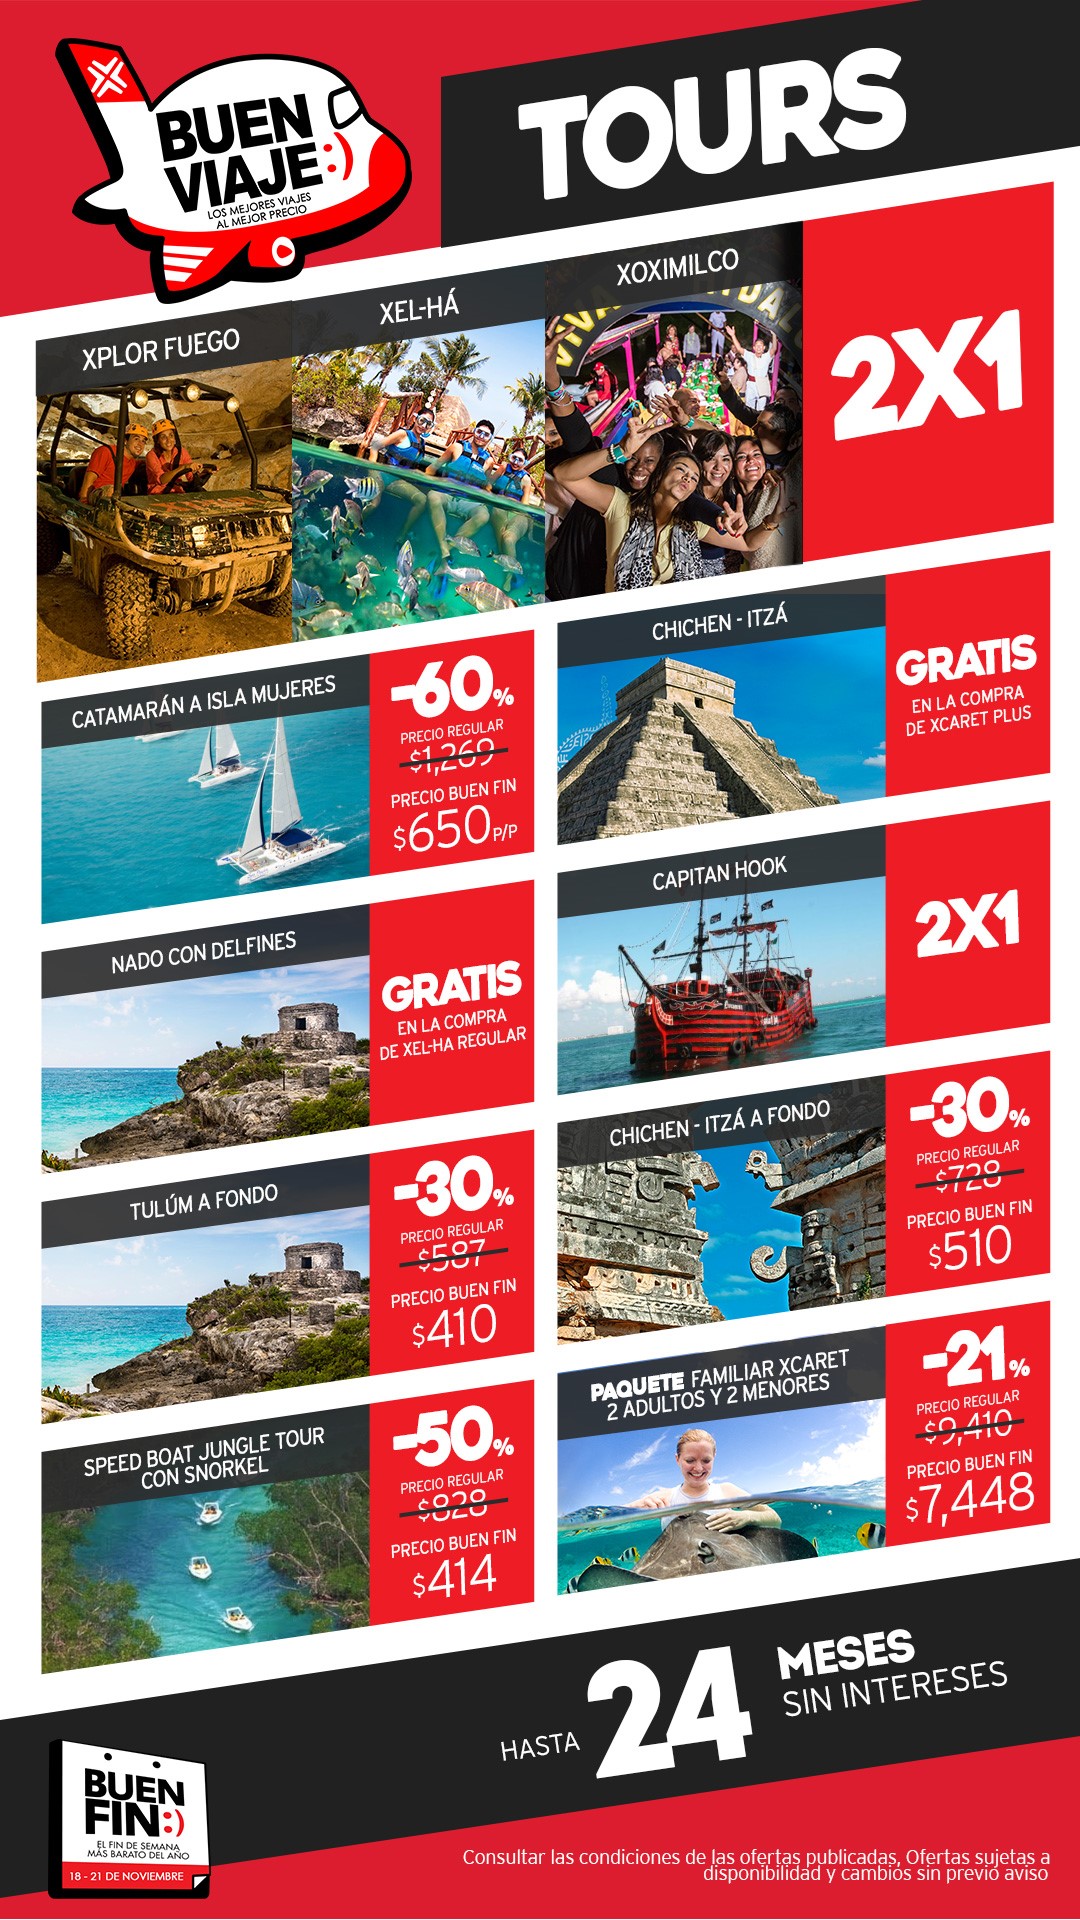 BUEN
VIAJE:)
LOS MEJORES VIAJES
AL MEJOR PRECIO
TOURS
XPLOR FUEGO
XEL-HÁ
XOXIMILCO
2X1
CATAMARÁN A ISLA MUJERES
-60%
PRECIO REGULAR
$1,269
PRECIO BUEN FIN
$650 P/P
CHICHEN - ITZÁ
GRATIS
EN LA COMPRA
DE XCARET PLUS
NADO CON DELFINES
GRATIS
EN LA COMPRA
DE XEL-HA REGULAR
CAPITAN HOOK
2X1
TULÚM A FONDO
-30%
PRECIO REGULAR
$587
PRECIO BUEN FIN
$410
CHICHEN - ITZÁ A FONDO
-30%
PRECIO REGULAR
$728
PRECIO BUEN FIN
$510
SPEED BOAT JUNGLE TOUR
CON SNORKEL
-50%
PRECIO REGULAR
$828
PRECIO BUEN FIN
$414
PAQUETE FAMILIAR XCARET
2 ADULTOS Y 2 MENORES
-21%
PRECIO REGULAR
$9,410
PRECIO BUEN FIN
$7,448
HASTA 24 MESES
SIN INTERESES
BUEN
FIN:)
EL FIN DE SEMANA
MÁS BARATO DEL AÑO
18 - 21 DE NOVIEMBRE
Consultar las condiciones de las ofertas publicadas, Ofertas sujetas a
disponibilidad y cambios sin previo aviso